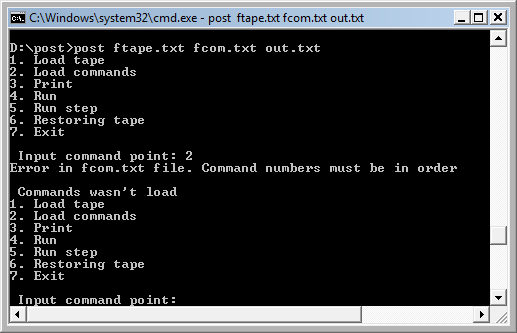 C:\Windows\system32\cmd.exe - post ftape.txt fcom.txt out.txt
D:\post>post ftape.txt fcom.txt out.txt
1. Load tape
2. Load commands
3. Print
4. Run
5. Run step
6. Restoring tape
7. Exit
Input command point: 2
Error in fcom.txt file. Command numbers must be in order
Commands wasn't load
1. Load tape
2. Load commands
3. Print
4. Run
5. Run step
6. Restoring tape
7. Exit
Input command point: